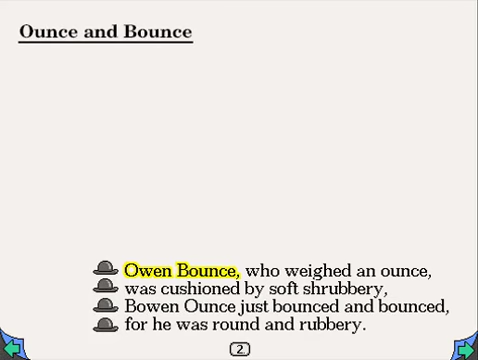 Ounce and Bounce
Owen Bounce, who weighed an ounce,
was cushioned by soft shrubbery,
Bowen Ounce just bounced and bounced,
for he was round and rubbery.
2